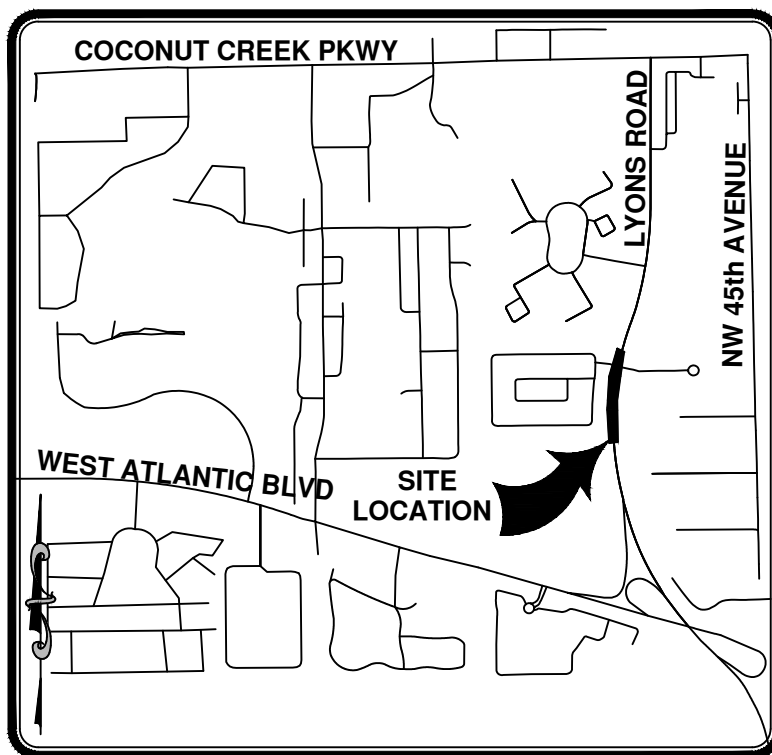 COCONUT CREEK PKWY
LYONS ROAD
NW 45th AVENUE
WEST ATLANTIC BLVD
SITE
LOCATION